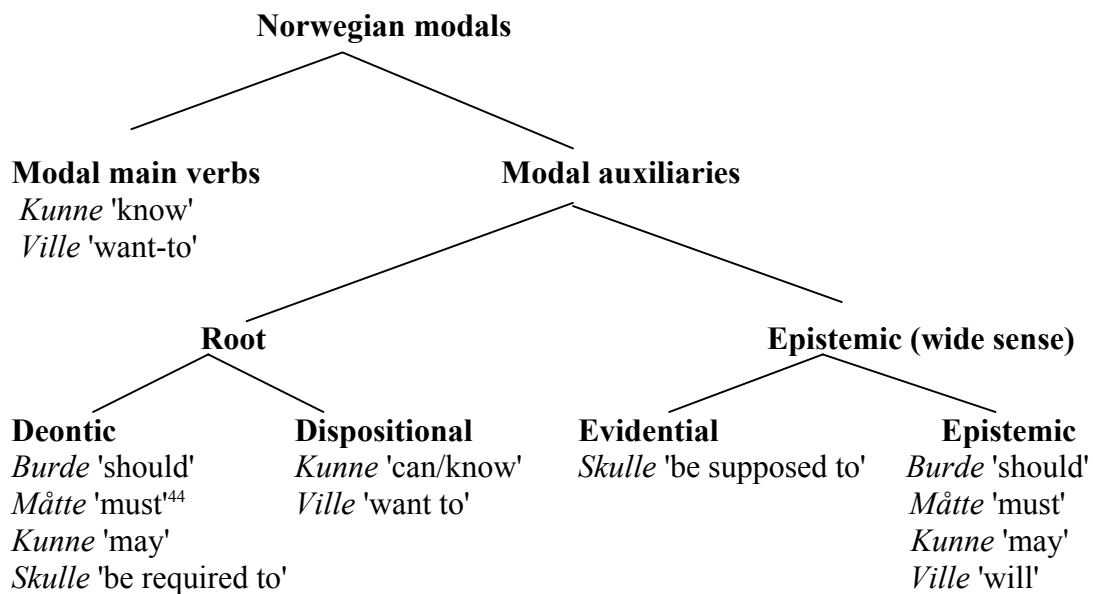 Norwegian modals
Modal main verbs Modal auxiliaries
Kunne 'know'
Ville 'want-to'
Root Epistemic (wide sense)
Deontic Dispositional Evidential Epistemic
Burde 'should' Kunne 'can/know' Skulle 'be supposed to' Burde 'should'
Måtte 'must'44 Ville 'want to' Måtte 'must'
Kunne 'may' Kunne 'may'
Skulle 'be required to' Ville 'will'